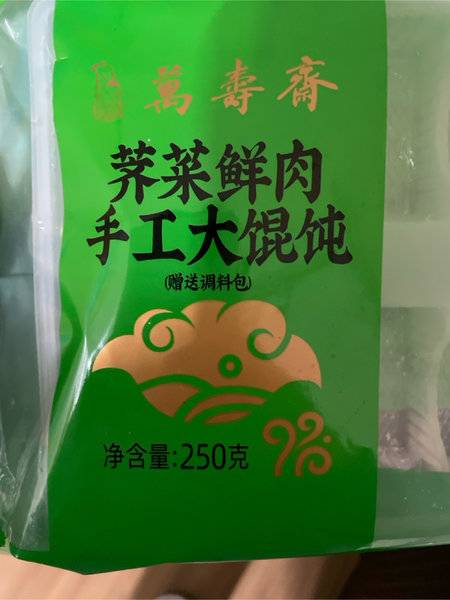 萬壽齋
荠菜鲜肉
手工大馄饨
(赠送调料包)
净含量:250克